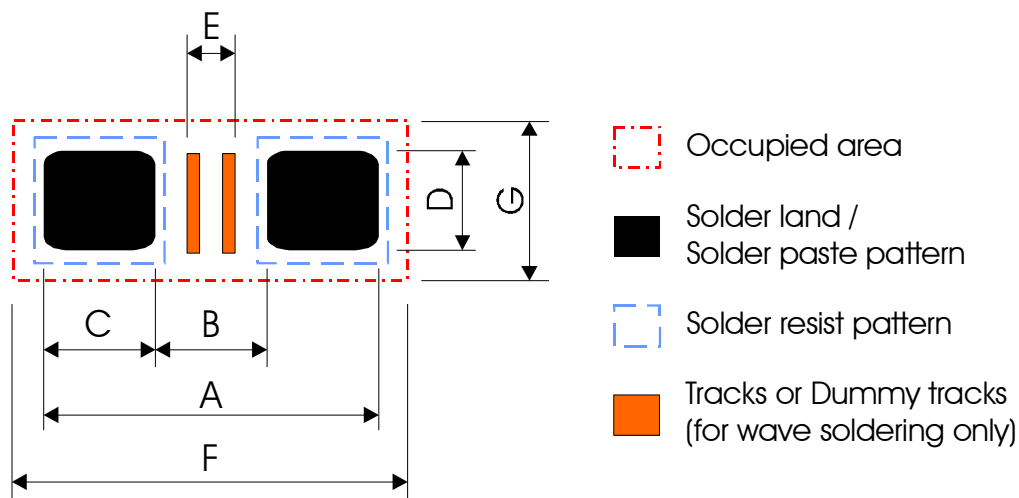 E
D
G
C
B
A
F
Occupied area
Solder land /
Solder paste pattern
Solder resist pattern
Tracks or Dummy tracks
(for wave soldering only)